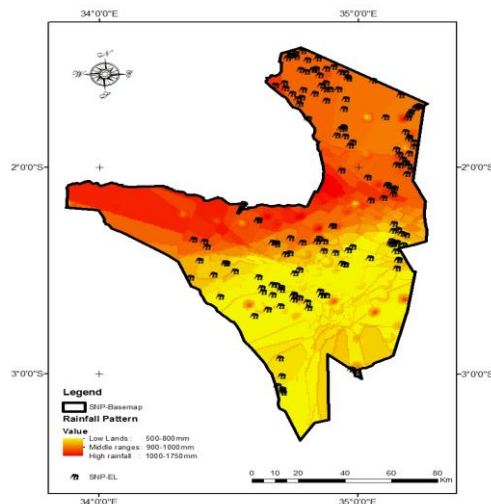 34°0'0"E 35°0'0"E
N
W E
S
2°0'0"S 2°0'0"S
3°0'0"S 3°0'0"S
Legend
SNP-Basemap
Rainfall Pattern
Value
Low Lands : 500-800mm
Middle ranges: 900-1000mm
High rainfall : 1000-1750mm
SNP-EL
0 5 10 20 30 40 60 80
Km
34°0'0"E 35°0'0"E